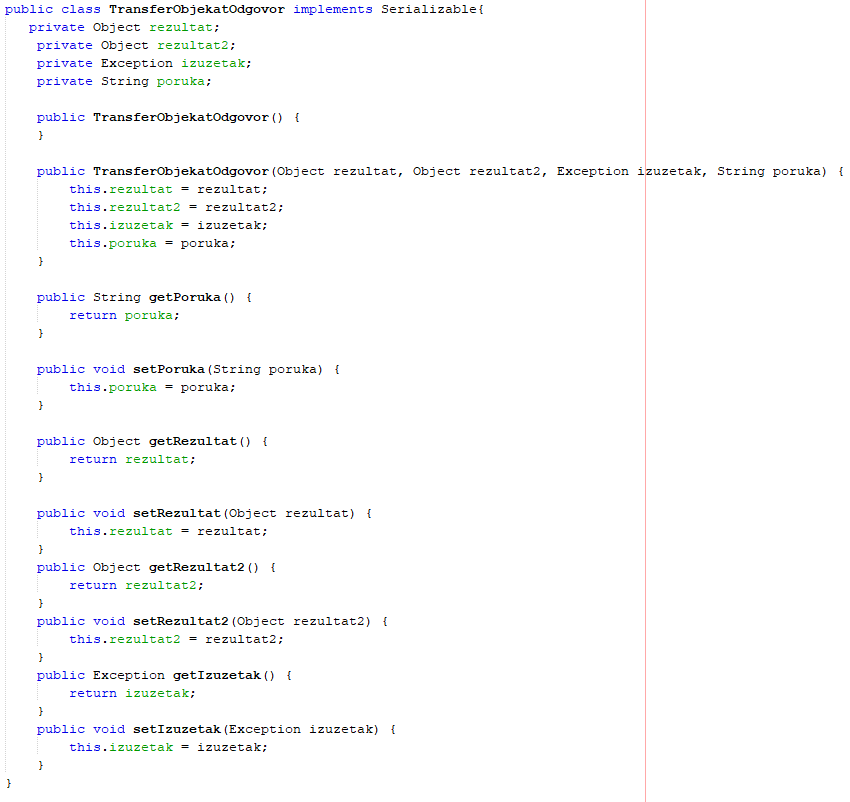 public class TransferObjekatOdgovor implements Serializable{
   private Object rezultat;
    private Object rezultat2;
    private Exception izuzetak;
    private String poruka;

    public TransferObjekatOdgovor() {
    }

    public TransferObjekatOdgovor(Object rezultat, Object rezultat2, Exception izuzetak, String poruka) {
        this.rezultat = rezultat;
        this.rezultat2 = rezultat2;
        this.izuzetak = izuzetak;
        this.poruka = poruka;
    }

    public String getPoruka() {
        return poruka;
    }

    public void setPoruka(String poruka) {
        this.poruka = poruka;
    }

    public Object getRezultat() {
        return rezultat;
    }

    public void setRezultat(Object rezultat) {
        this.rezultat = rezultat;
    }
    public Object getRezultat2() {
        return rezultat2;
    }
    public void setRezultat2(Object rezultat2) {
        this.rezultat2 = rezultat2;
    }
    public Exception getIzuzetak() {
        return izuzetak;
    }
    public void setIzuzetak(Exception izuzetak) {
        this.izuzetak = izuzetak;
    }
}